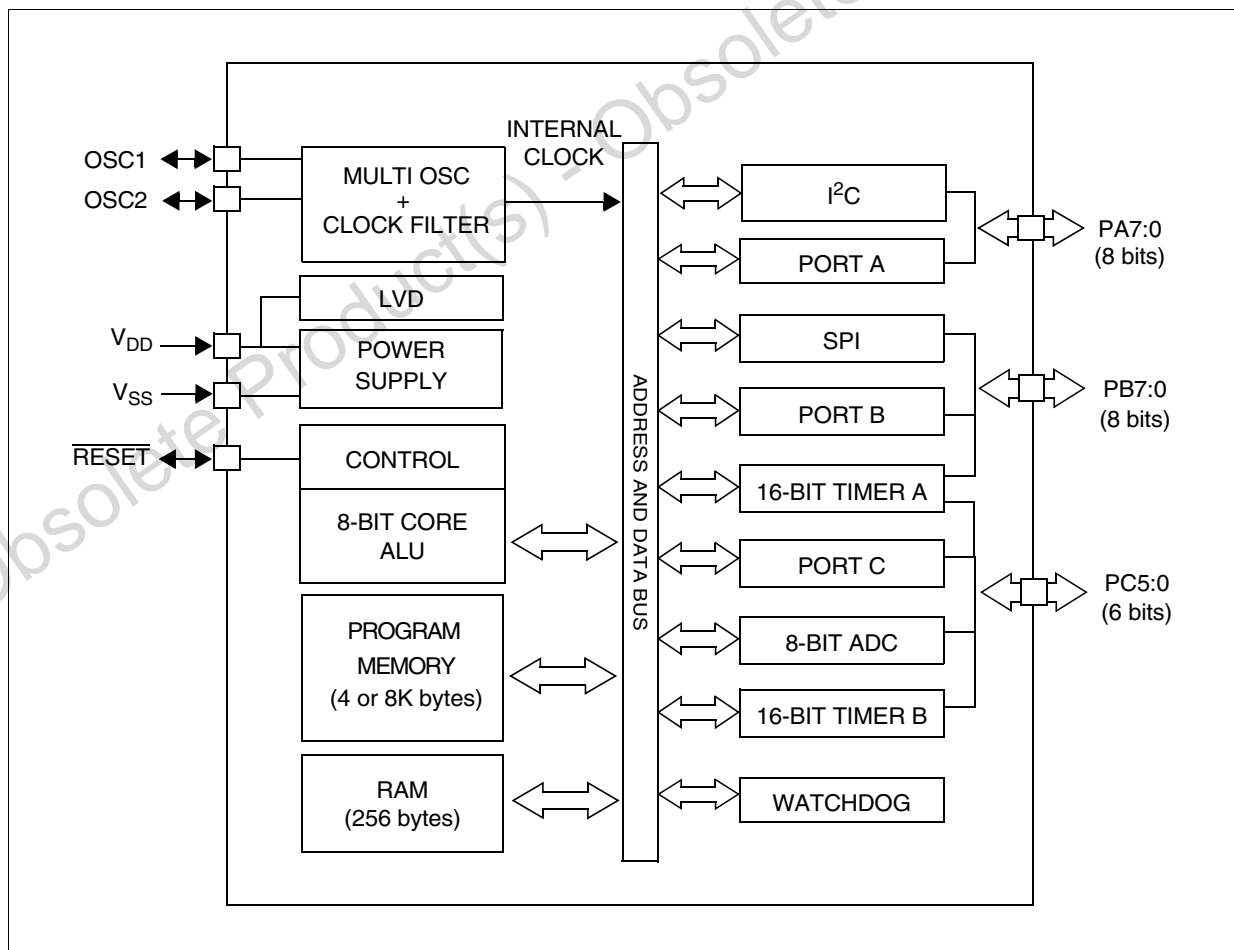 Obsolete Product(s) - Obsolete
OSC1
OSC2
MULTI OSC
+
CLOCK FILTER
INTERNAL
CLOCK
LVD
VDD
POWER
SUPPLY
VSS
RESET
CONTROL
8-BIT CORE
ALU
PROGRAM
MEMORY
(4 or 8K bytes)
RAM
(256 bytes)
ADDRESS AND DATA BUS
I²C
PORT A
PA7:0
(8 bits)
SPI
PORT B
PB7:0
(8 bits)
16-BIT TIMER A
PORT C
8-BIT ADC
PC5:0
(6 bits)
16-BIT TIMER B
WATCHDOG